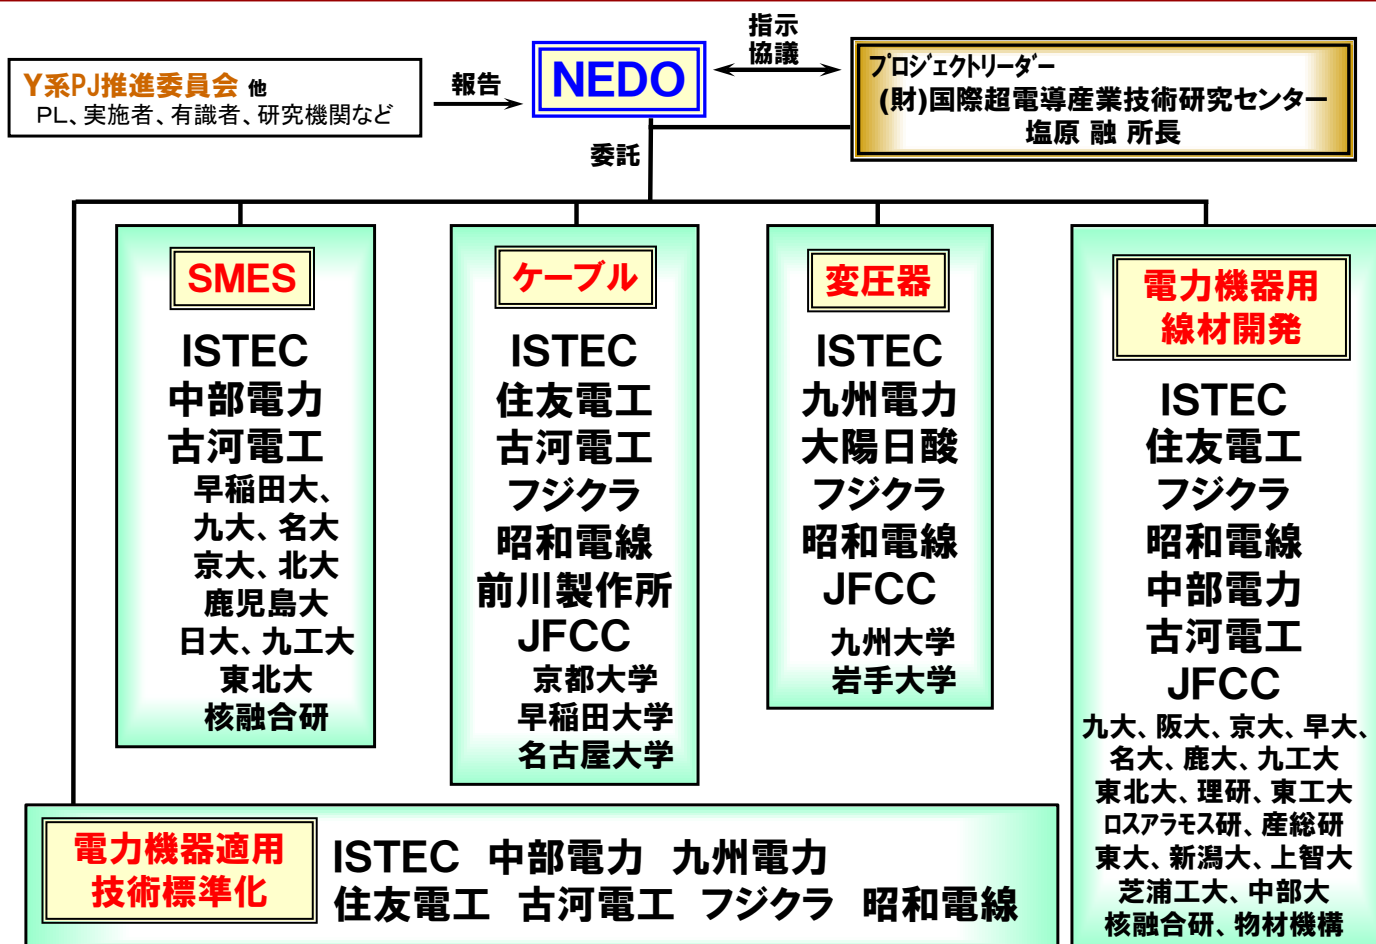 指示
協議
NEDO
プロジェクトリーダー
(財)国際超電導産業技術研究センター
塩原 融 所長
Y系PJ推進委員会 他
PL、実施者、有識者、研究機関など
報告
委託
SMES
ISTEC
中部電力
古河電工
早稲田大、
九大、名大
京大、北大
鹿児島大
日大、九工大
東北大
核融合研
ケーブル
ISTEC
住友電工
古河電工
フジクラ
昭和電線
前川製作所
JFCC
京都大学
早稲田大学
名古屋大学
変圧器
ISTEC
九州電力
大陽日酸
フジクラ
昭和電線
JFCC
九州大学
岩手大学
電力機器用
線材開発
ISTEC
住友電工
フジクラ
昭和電線
中部電力
古河電工
JFCC
九大、阪大、京大、早大、
名大、鹿大、九工大
東北大、理研、東工大
ロスアラモス研、産総研
東大、新潟大、上智大
芝浦工大、中部大
核融合研、物材機構
電力機器適用
技術標準化
ISTEC 中部電力 九州電力
住友電工 古河電工 フジクラ 昭和電線